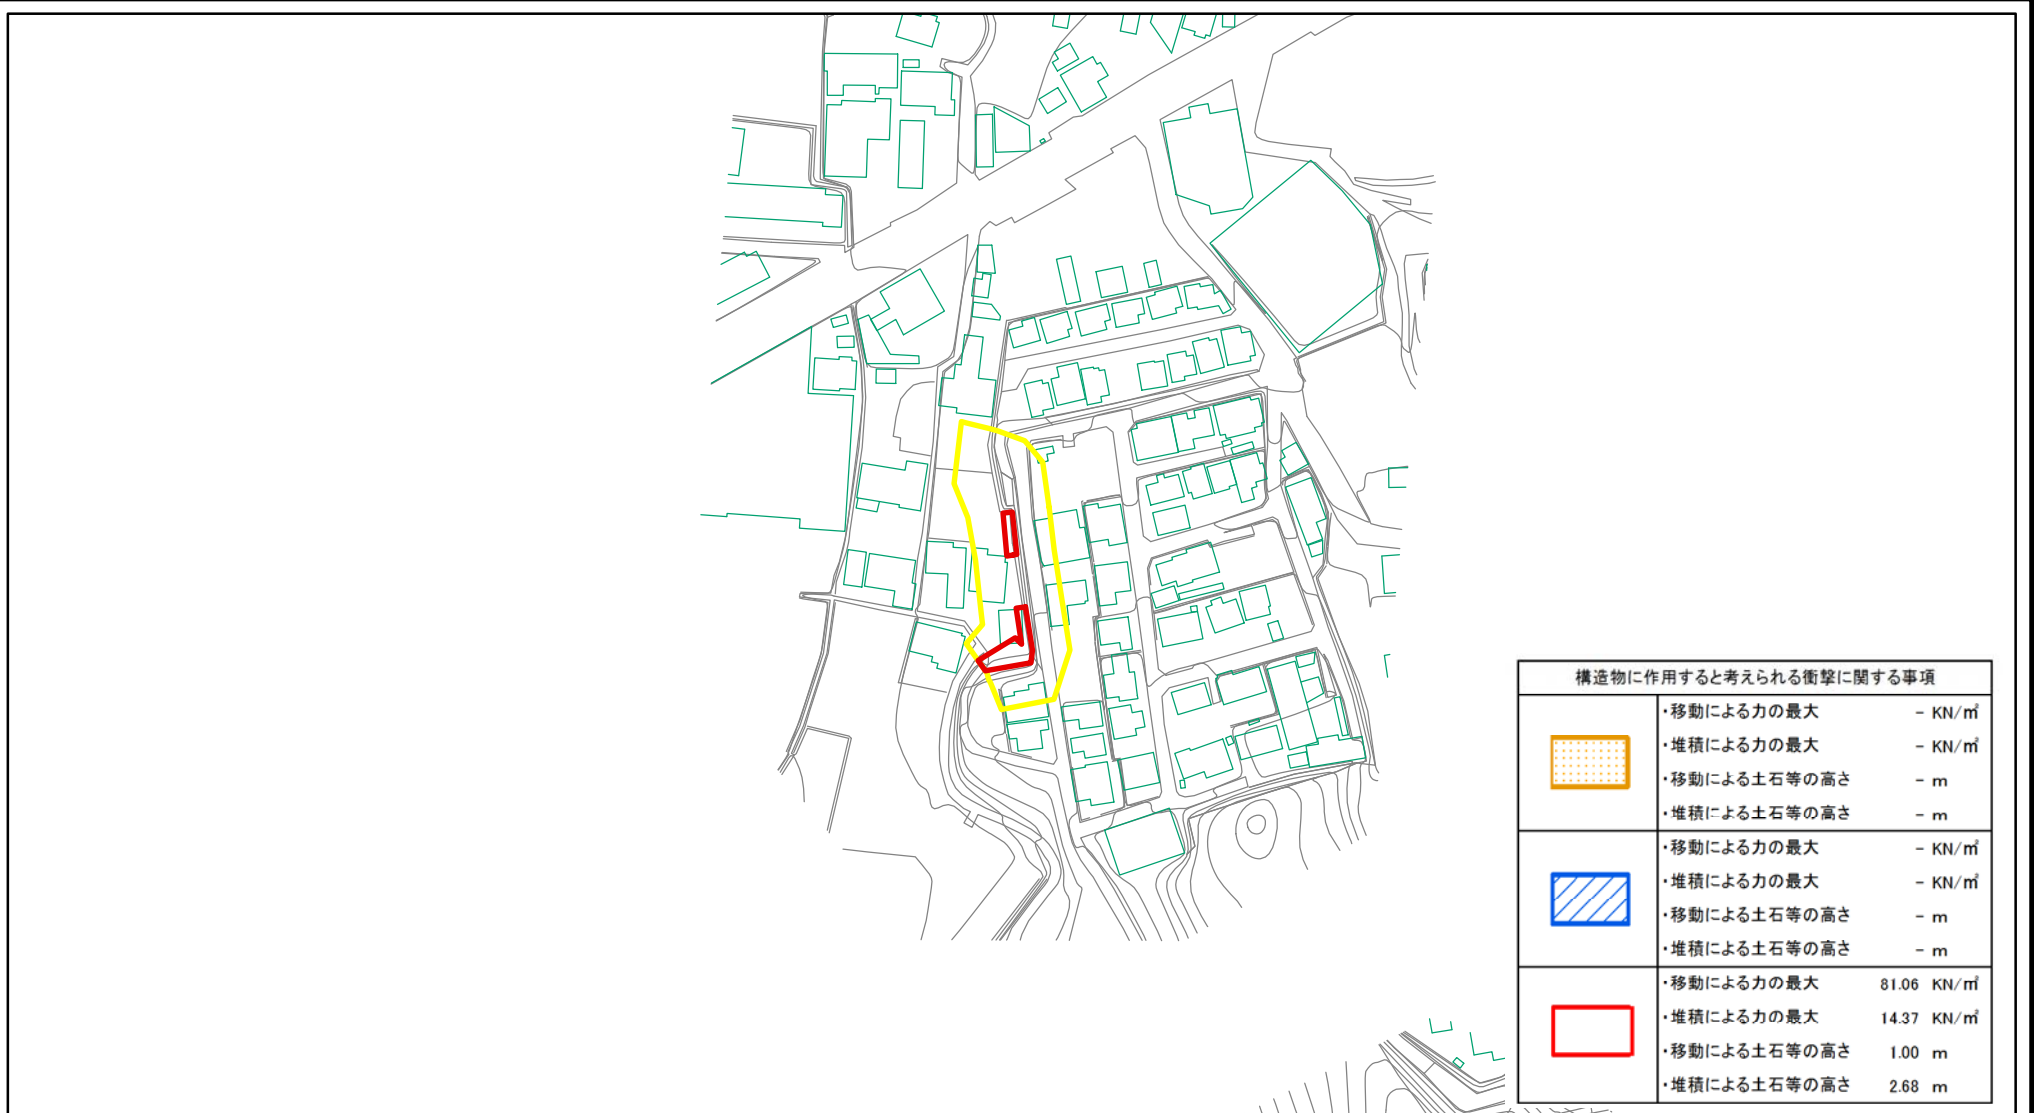 構造物に作用すると考えられる衝撃に関する事項
・移動による力の最大 － KN/㎡
・堆積による力の最大 － KN/㎡
・移動による土石等の高さ － m
・堆積による土石等の高さ － m
・移動による力の最大 － KN/㎡
・堆積による力の最大 － KN/㎡
・移動による土石等の高さ － m
・堆積による土石等の高さ － m
・移動による力の最大 81.06 KN/㎡
・堆積による力の最大 14.37 KN/㎡
・移動による土石等の高さ 1.00 m
・堆積による土石等の高さ 2.68 m